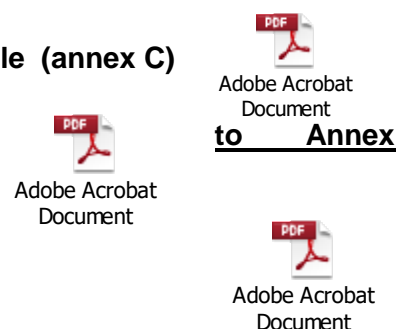 PDF
le (annex C)
Adobe Acrobat
Document
to Annex
PDF
Adobe Acrobat
Document
PDF
Adobe Acrobat
Document